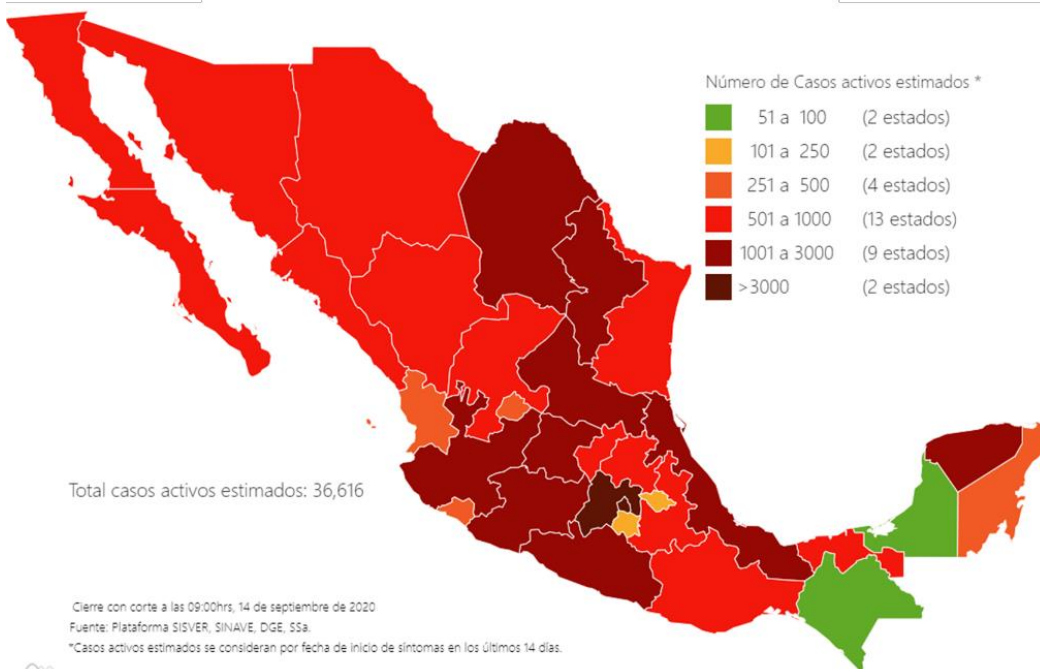 Número de Casos activos estimados *
51 a 100 (2 estados)
101 a 250 (2 estados)
251 a 500 (4 estados)
501 a 1000 (13 estados)
1001 a 3000 (9 estados)
>3000 (2 estados)
Total casos activos estimados: 36,616
Cierre con corte a las 09:00hrs, 14 de septiembre de 2020
Fuente: Plataforma SISVER, SINAVE, DGE, SSa.
*Casos activos estimados se consideran por fecha de inicio de síntomas en los últimos 14 días.